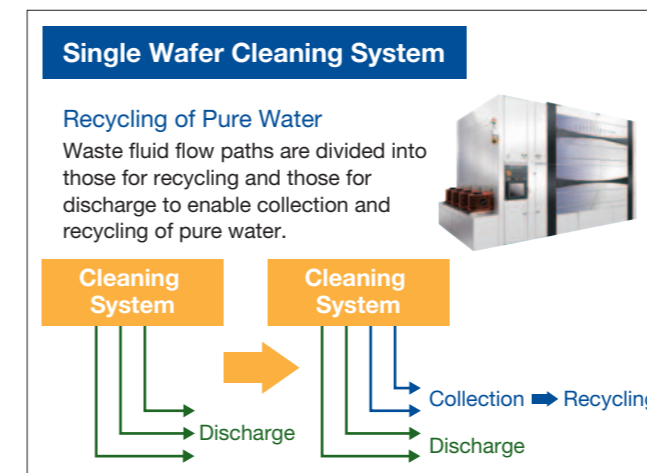 Single Wafer Cleaning System
Recycling of Pure Water
Waste fluid flow paths are divided into
those for recycling and those for
discharge to enable collection and
recycling of pure water.
Cleaning
System
Cleaning
System
Discharge
Collection
Recycling
Discharge